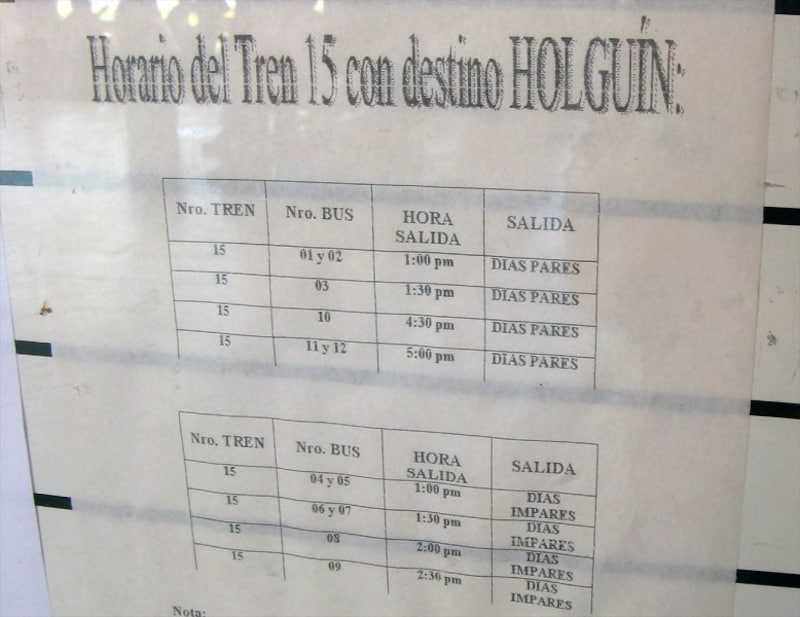 Horario del Tren 15 con destino HOLGUÍN:
Nro. TREN Nro. BUS HORA SALIDA SALIDA
15 01 y 02 1:00 pm DIAS PARES
15 03 1:30 pm DIAS PARES
15 10 4:30 pm DIAS PARES
15 11 y 12 5:00 pm DIAS PARES
Nro. TREN Nro. BUS HORA SALIDA SALIDA
15 04 y 05 1:00 pm DIAS IMPARES
15 06 y 07 1:30 pm DIAS IMPARES
15 08 2:00 pm DIAS IMPARES
15 09 2:30 pm DIAS IMPARES
Nota: